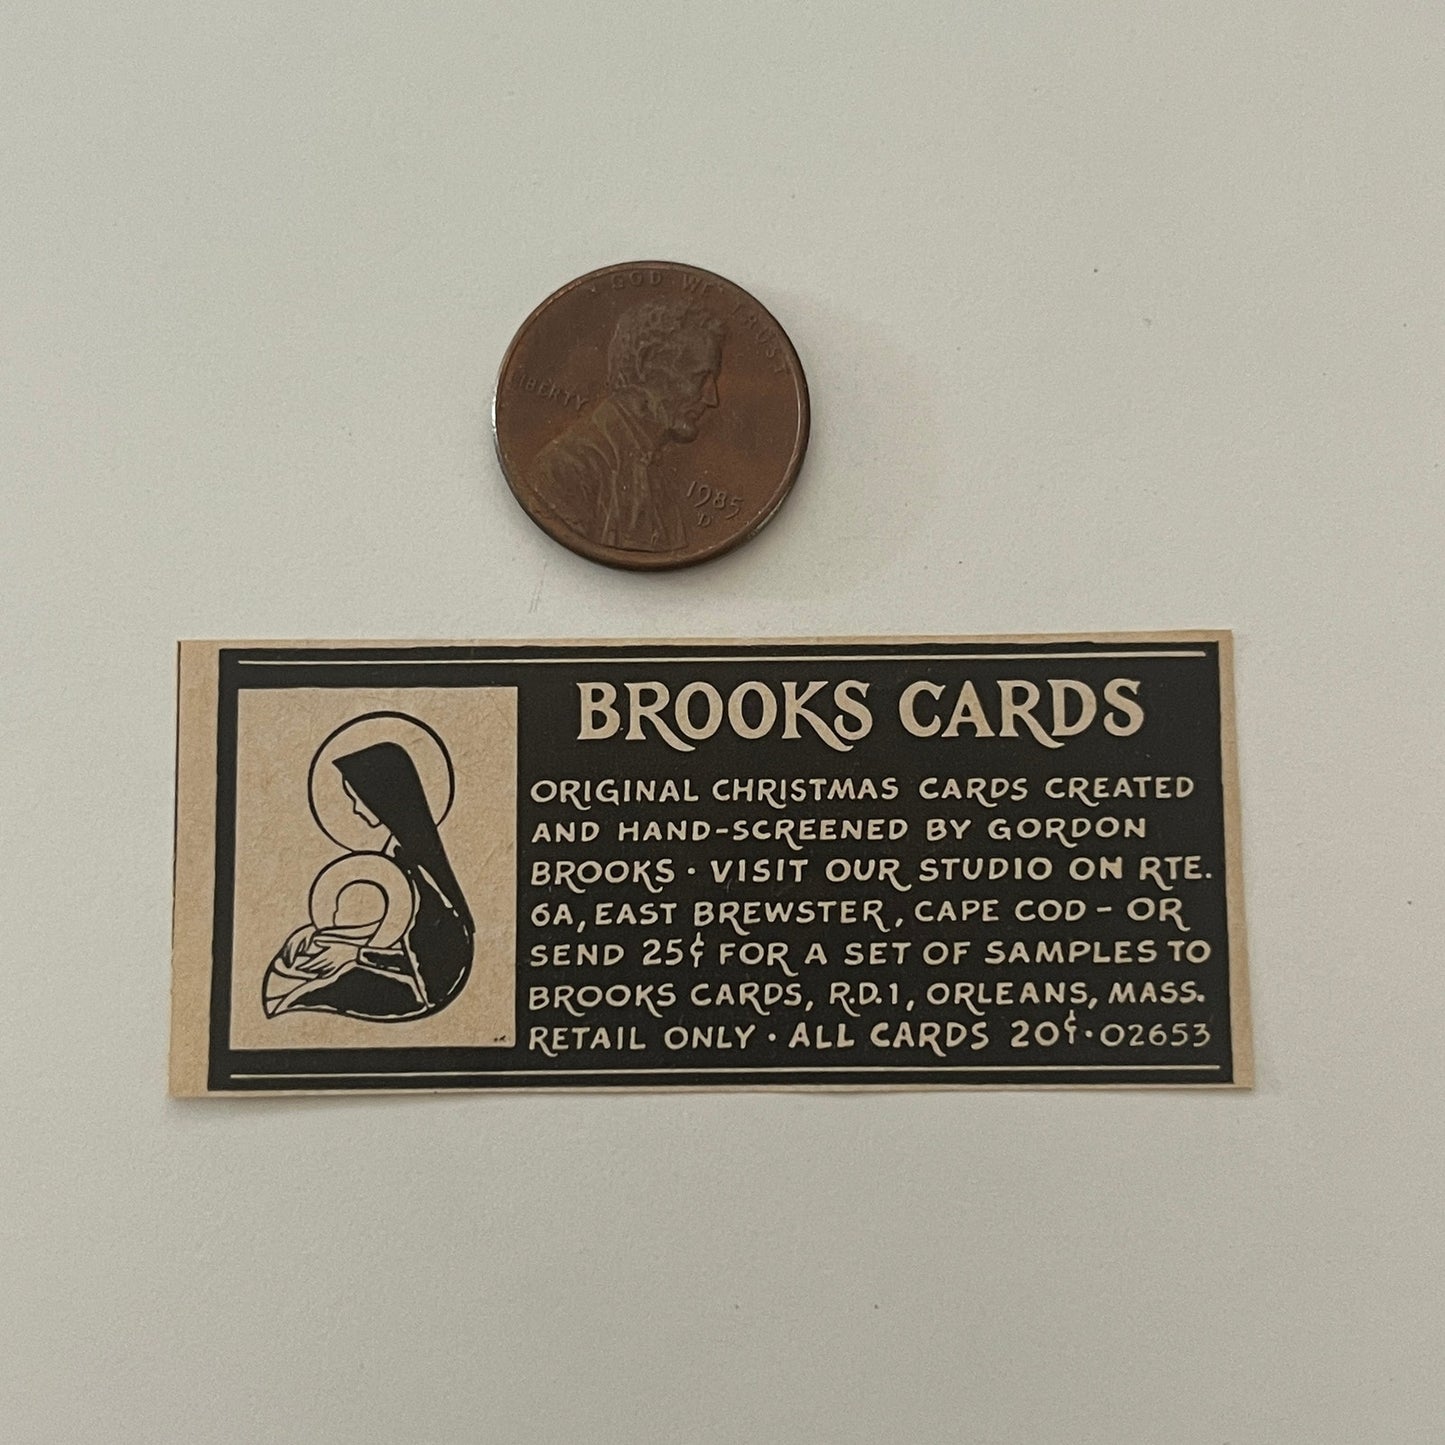 GOD WE TRUST
LIBERTY
1985
D
BROOKS CARDS
ORIGINAL CHRISTMAS CARDS CREATED
AND HAND-SCREENED BY GORDON
BROOKS · VISIT OUR STUDIO ON RTE.
6A, EAST BREWSTER, CAPE COD - OR
SEND 25¢ FOR A SET OF SAMPLES TO
BROOKS CARDS, R.D.1, ORLEANS, MASS.
RETAIL ONLY · ALL CARDS 20¢ · 02653